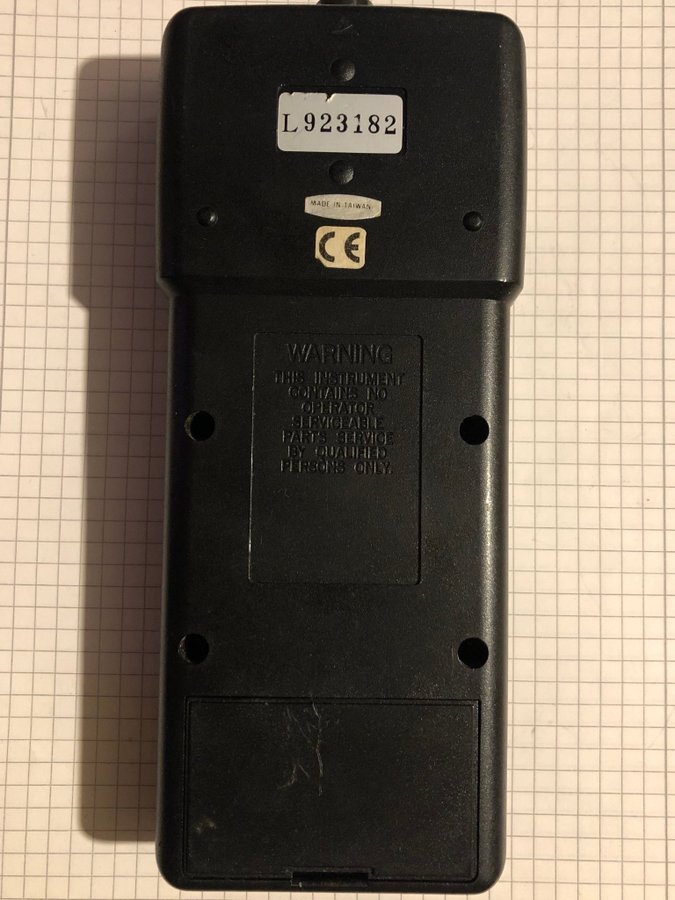 L923182
MADE IN TAIWAN
CE
WARNING
THIS INSTRUMENT
CONTAINS NO
OPERATOR
SERVICEABLE
PARTS SERVICE
BY QUALIFIED
PERSONS ONLY.